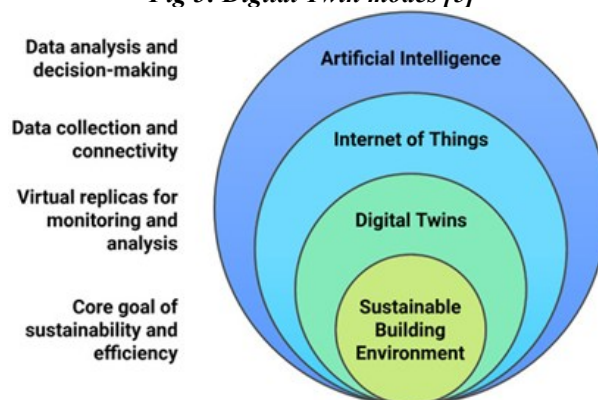 Data analysis and
decision-making
Artificial Intelligence
Data collection and
connectivity
Internet of Things
Virtual replicas for
monitoring and
analysis
Digital Twins
Core goal of
sustainability and
efficiency
Sustainable
Building
Environment